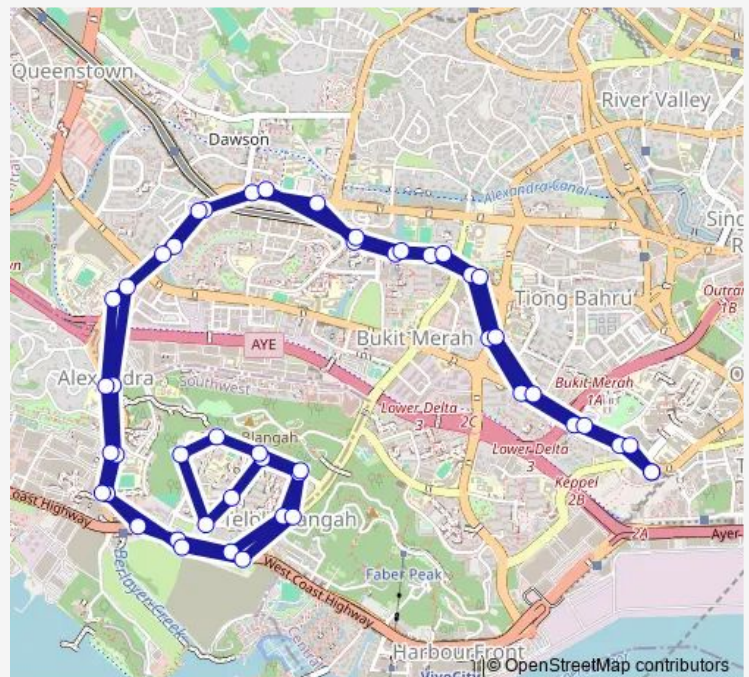 Queenstown
River Valley
Dawson
Alexandra-Canal
Tiong Bahru
Outra
1B
AYE
Bukit Merah
Alexandra
Southwest
Bukit-Merah
1A
Lower-Delta
3
2C
Blangah
Lower-Delta
3
Keppel
2B
oast Highway
Telok Blangah
2A
Ayer
Berlayer Creek
West Coast Highway
Faber Peak
HarbourFront
VivoCity
© OpenStreetMap contributors